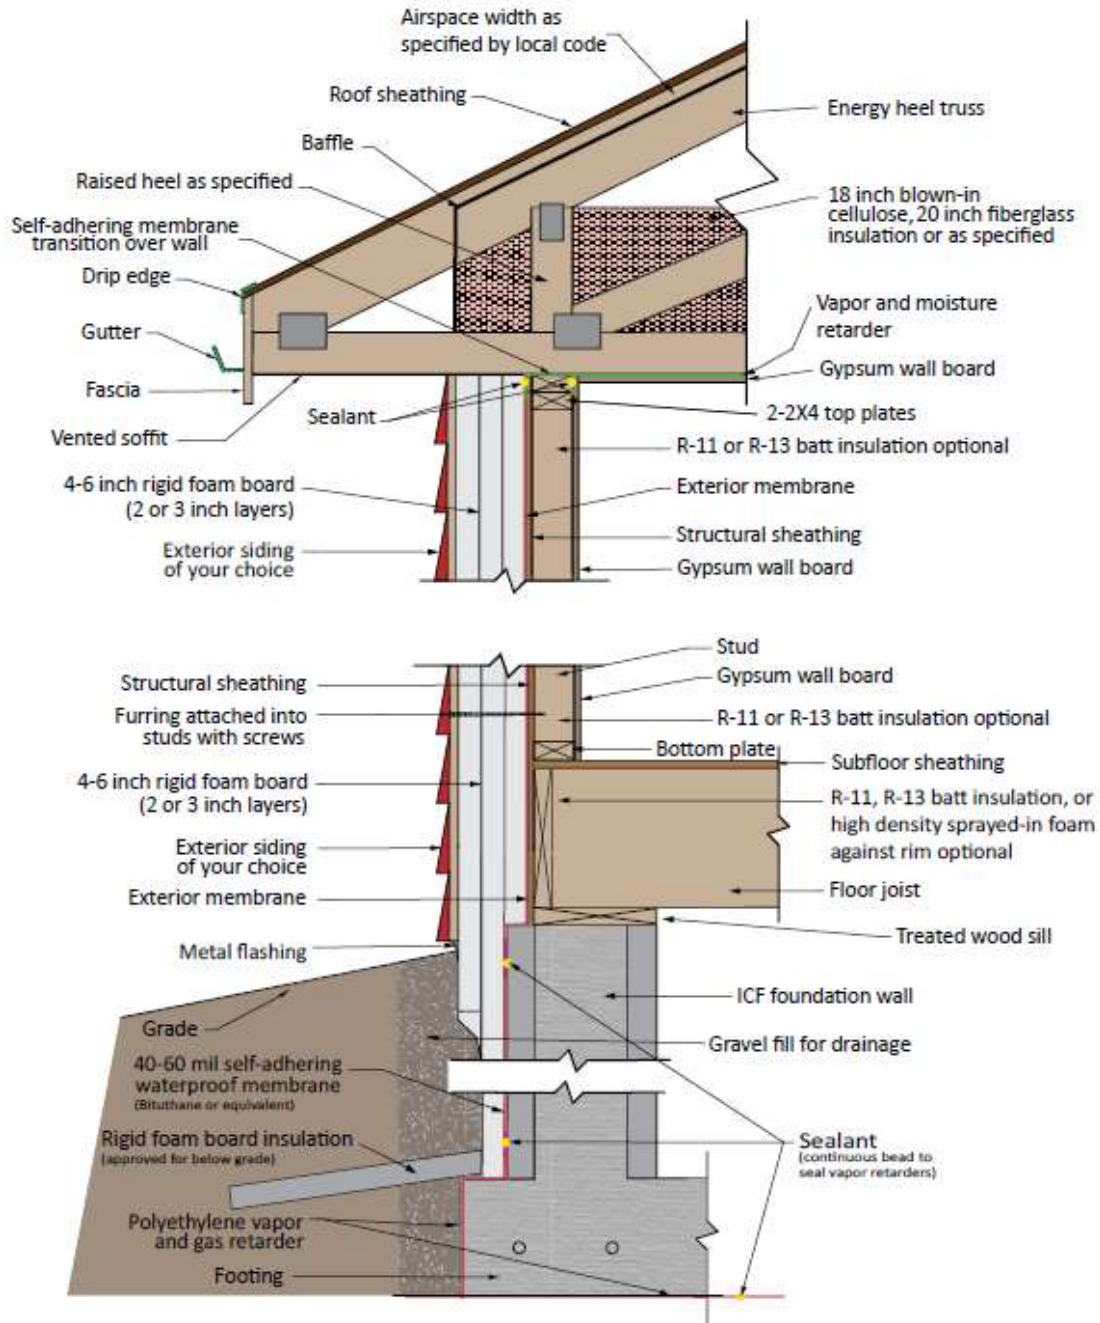 Airspace width as
specified by local code
Roof sheathing
Energy heel truss
Baffle
Raised heel as specified
18 inch blown-in
cellulose, 20 inch fiberglass
insulation or as specified
Self-adhering membrane
transition over wall
Drip edge
Vapor and moisture
retarder
Gutter
Gypsum wall board
Fascia
Sealant
2-2X4 top plates
Vented soffit
R-11 or R-13 batt insulation optional
4-6 inch rigid foam board
(2 or 3 inch layers)
Exterior membrane
Structural sheathing
Exterior siding
of your choice
Gypsum wall board
Stud
Structural sheathing
Gypsum wall board
Furring attached into
studs with screws
R-11 or R-13 batt insulation optional
Bottom plate
Subfloor sheathing
4-6 inch rigid foam board
(2 or 3 inch layers)
R-11, R-13 batt insulation, or
high density sprayed-in foam
against rim optional
Exterior siding
of your choice
Floor joist
Exterior membrane
Treated wood sill
Metal flashing
ICF foundation wall
Grade
Gravel fill for drainage
40-60 mil self-adhering
waterproof membrane
(Bituthane or equivalent)
Rigid foam board insulation
(approved for below grade)
Sealant
(continuous bead to
seal vapor retarders)
Polyethylene vapor
and gas retarder
Footing